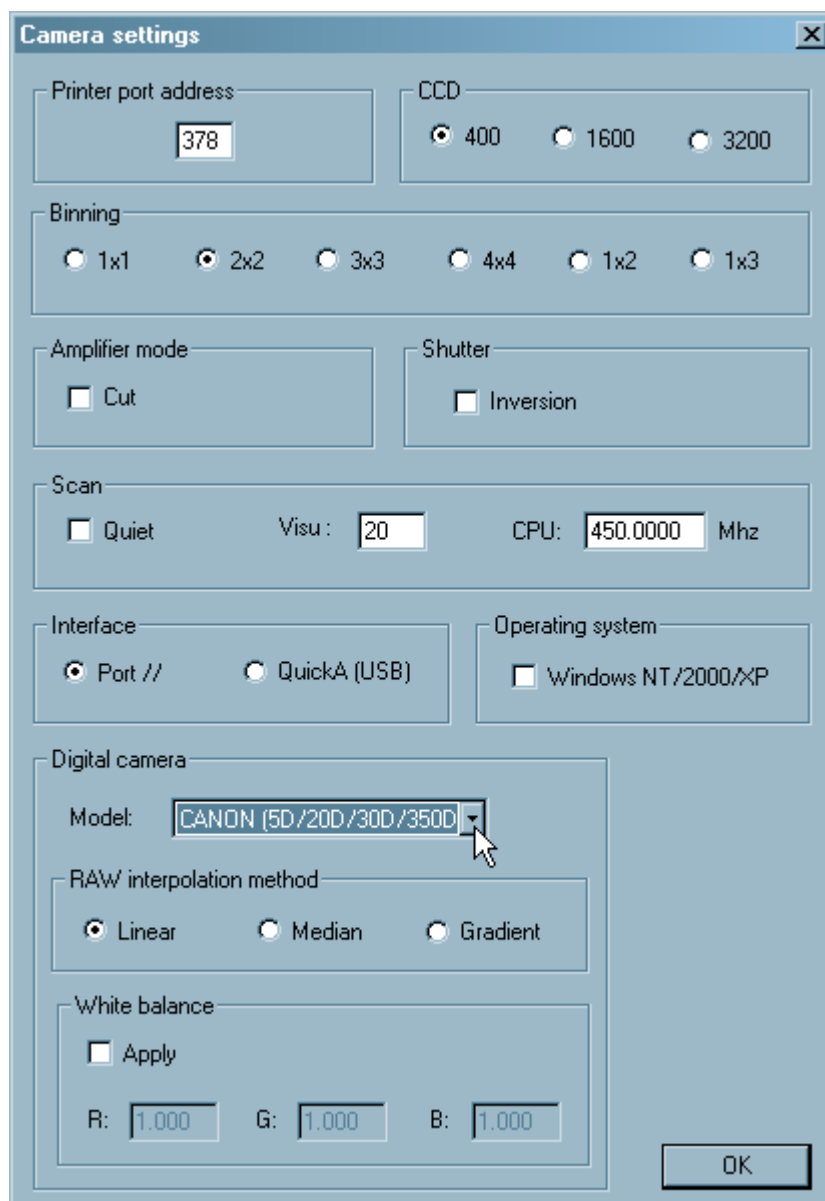 Camera settings
Printer port address
378
CCD
400 1600 3200
Binning
1x1 2x2 3x3 4x4 1x2 1x3
Amplifier mode
Cut
Shutter
Inversion
Scan
Quiet Visu : 20 CPU: 450.0000 Mhz
Interface
Port // QuickA (USB)
Operating system
Windows NT/2000/XP
Digital camera
Model: CANON (5D/20D/30D/350D
RAW interpolation method
Linear Median Gradient
White balance
Apply
R: 1.000 G: 1.000 B: 1.000
OK